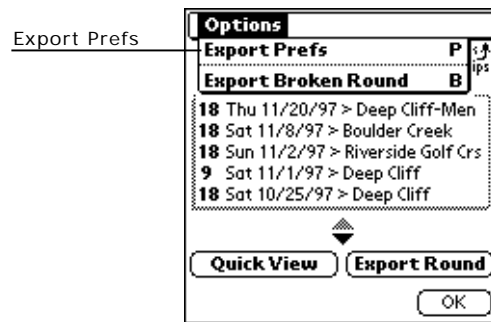 Options
Export Prefs
Export Prefs P
ips
Export Broken Round B
18 Thu 11/20/97 > Deep Cliff-Men
18 Sat 11/8/97 > Boulder Creek
18 Sun 11/2/97 > Riverside Golf Crs
9 Sat 11/1/97 > Deep Cliff
18 Sat 10/25/97 > Deep Cliff
Quick View Export Round
OK